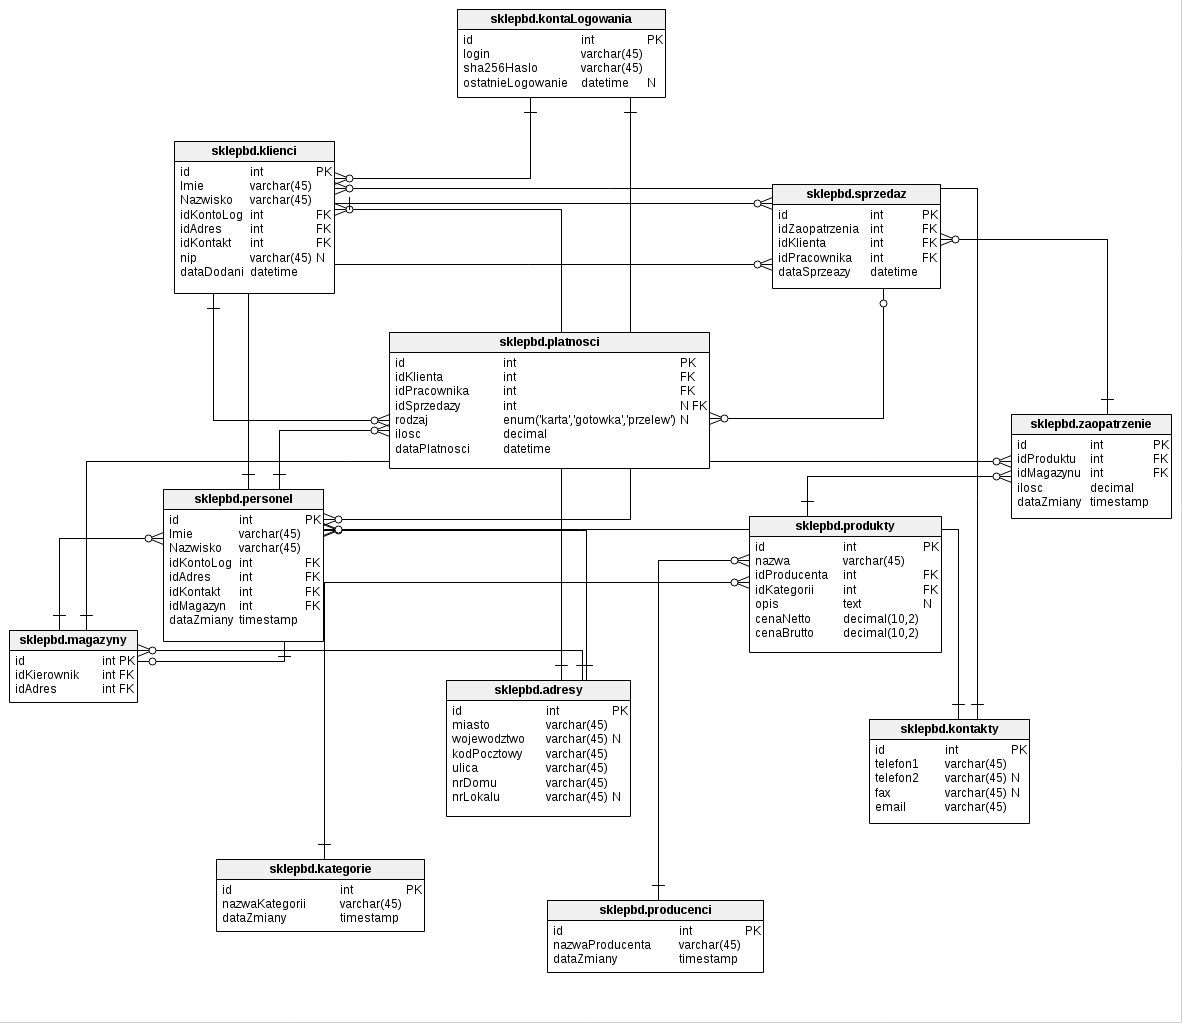 sklepbd.kontaLogowania
id int PK
login varchar(45)
sha256Haslo varchar(45)
ostatnieLogowanie datetime N
sklepbd.klienci
id int PK
Imie varchar(45)
Nazwisko varchar(45)
idKontoLog int FK
idAdres int FK
idKontakt int FK
nip varchar(45) N
dataDodani datetime
sklepbd.sprzedaz
id int PK
idZaopatrzenia int FK
idKlienta int FK
idPracownika int FK
dataSprzeazy datetime
sklepbd.platnosci
id int PK
idKlienta int FK
idPracownika int FK
idSprzedazy int N FK
rodzaj enum('karta','gotowka','przelew') N
ilosc decimal
dataPlatnosci datetime
sklepbd.zaopatrzenie
id int PK
idProduktu int FK
idMagazynu int FK
ilosc decimal
dataZmiany timestamp
sklepbd.personel
id int PK
Imie varchar(45)
Nazwisko varchar(45)
idKontoLog int FK
idAdres int FK
idKontakt int FK
idMagazyn int FK
dataZmiany timestamp
sklepbd.produkty
id int PK
nazwa varchar(45)
idProducenta int FK
idKategorii int FK
opis text N
cenaNetto decimal(10,2)
cenaBrutto decimal(10,2)
sklepbd.magazyny
id int PK
idKierownik int FK
idAdres int FK
sklepbd.adresy
id int PK
miasto varchar(45)
wojewodztwo varchar(45) N
kodPocztowy varchar(45)
ulica varchar(45)
nrDomu varchar(45)
nrLokalu varchar(45) N
sklepbd.kontakty
id int PK
telefon1 varchar(45)
telefon2 varchar(45) N
fax varchar(45) N
email varchar(45)
sklepbd.kategorie
id int PK
nazwaKategorii varchar(45)
dataZmiany timestamp
sklepbd.producenci
id int PK
nazwaProducenta varchar(45)
dataZmiany timestamp